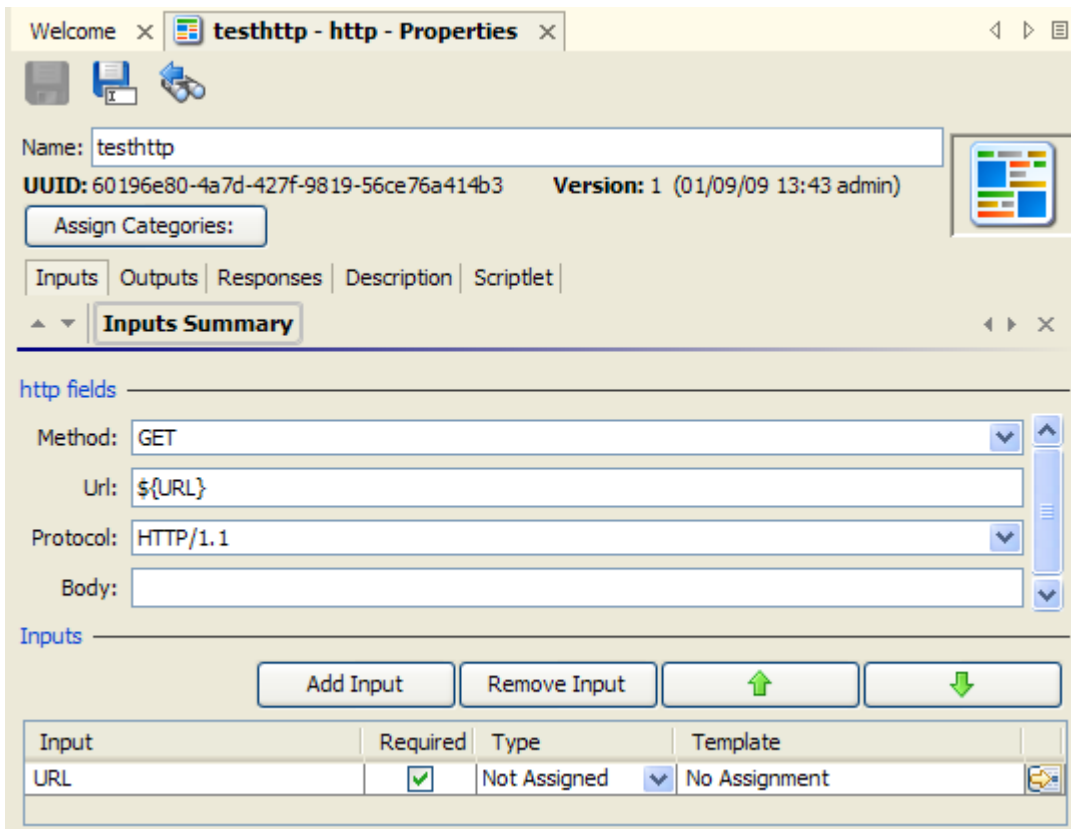 Welcome testhttp - http - Properties
Name: testhttp
UUID: 60196e80-4a7d-427f-9819-56ce76a414b3 Version: 1 (01/09/09 13:43 admin)
Assign Categories:
Inputs Outputs Responses Description Scriptlet
Inputs Summary
http fields
Method: GET
Url: ${URL}
Protocol: HTTP/1.1
Body:
Inputs
Add Input Remove Input
Input Required Type Template
URL Not Assigned No Assignment